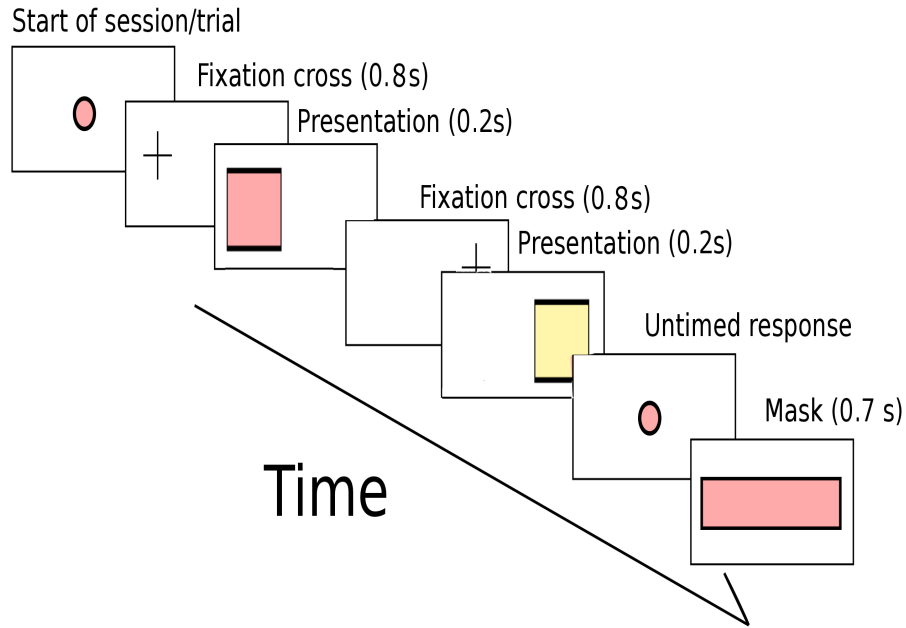 Start of session/trial
Fixation cross (0.8s)
Presentation (0.2s)
Fixation cross (0.8s)
Presentation (0.2s)
Untimed response
Mask (0.7 s)
Time